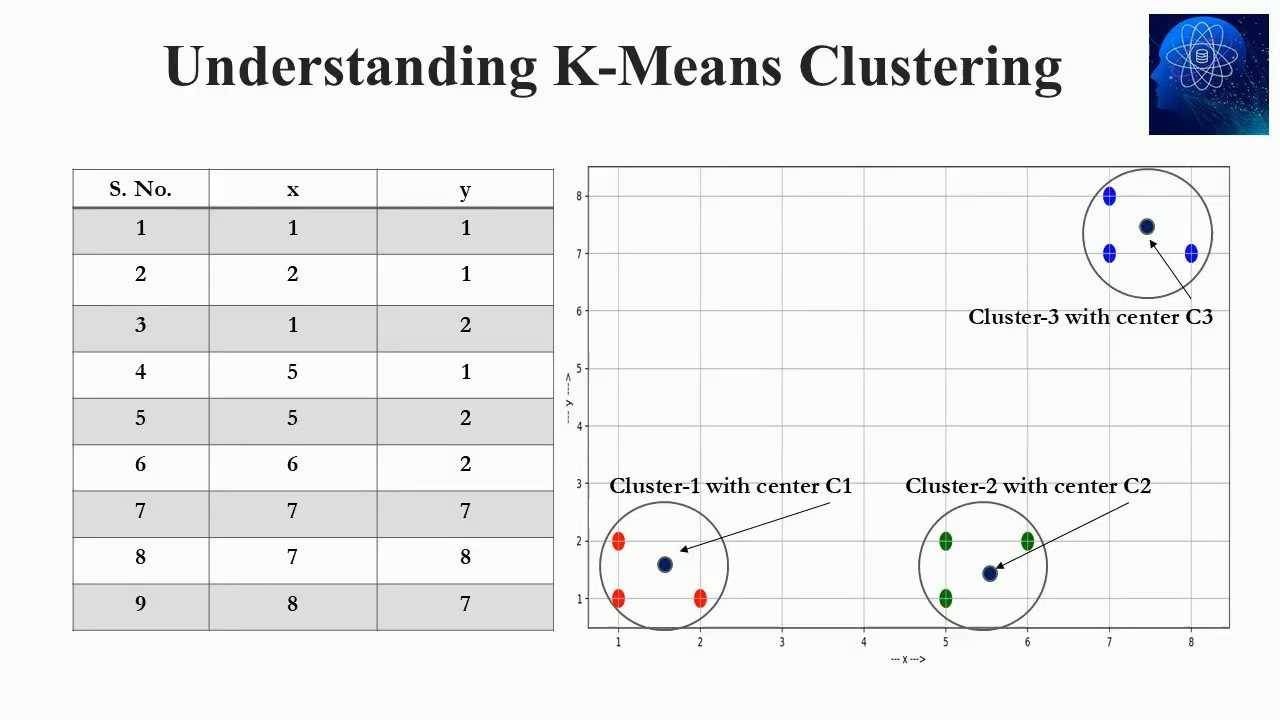 Understanding K-Means Clustering
S. No. x y
1 1 1
2 2 1
3 1 2
4 5 1
5 5 2
6 6 2
7 7 7
8 7 8
9 8 7
8
7
6
5
4
3
2
1
--- y --->
Cluster-3 with center C3
Cluster-1 with center C1
Cluster-2 with center C2
1 2 3 4 5 6 7 8
--- x --->